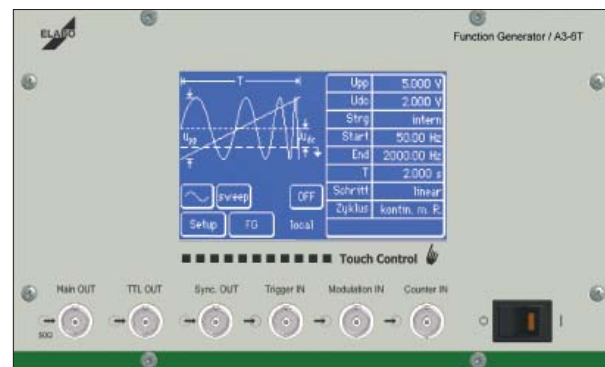 ELABO
Function Generator / A3-6T
T
Upp
Udc
Upp 5.000 V
Udc 2.000 V
Strg intern
Start 50.00 Hz
End 2000.00 Hz
T 2.000 s
Schritt linear
Zyklus kontin. m. R.
sweep OFF
Setup FG local
Touch Control
Main OUT TTL OUT Sync. OUT Trigger IN Modulation IN Counter IN
50Ω